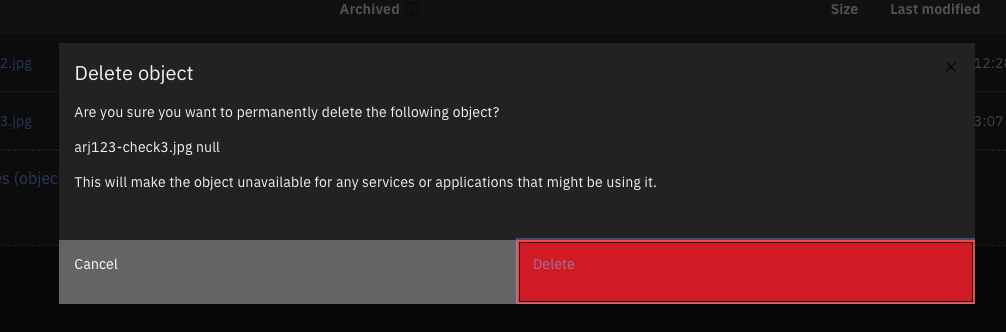 Archived Size Last modified
2.jpg 12:28
3.jpg 3:07
Delete object
Are you sure you want to permanently delete the following object?
arj123-check3.jpg null
This will make the object unavailable for any services or applications that might be using it.
es (objec
Cancel Delete